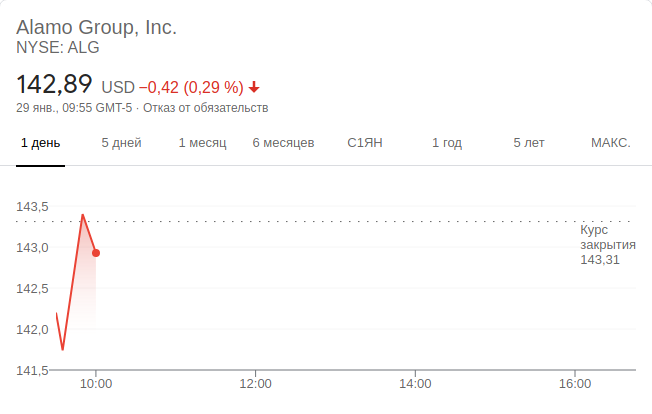 Alamo Group, Inc.
NYSE: ALG
142,89 USD −0,42 (0,29 %)
29 янв., 09:55 GMT-5 · Отказ от обязательств
1 день 5 дней 1 месяц 6 месяцев С1ЯН 1 год 5 лет МАКС.
143,5
Курс
закрытия
143,31
143,0
142,5
142,0
141,5
10:00 12:00 14:00 16:00